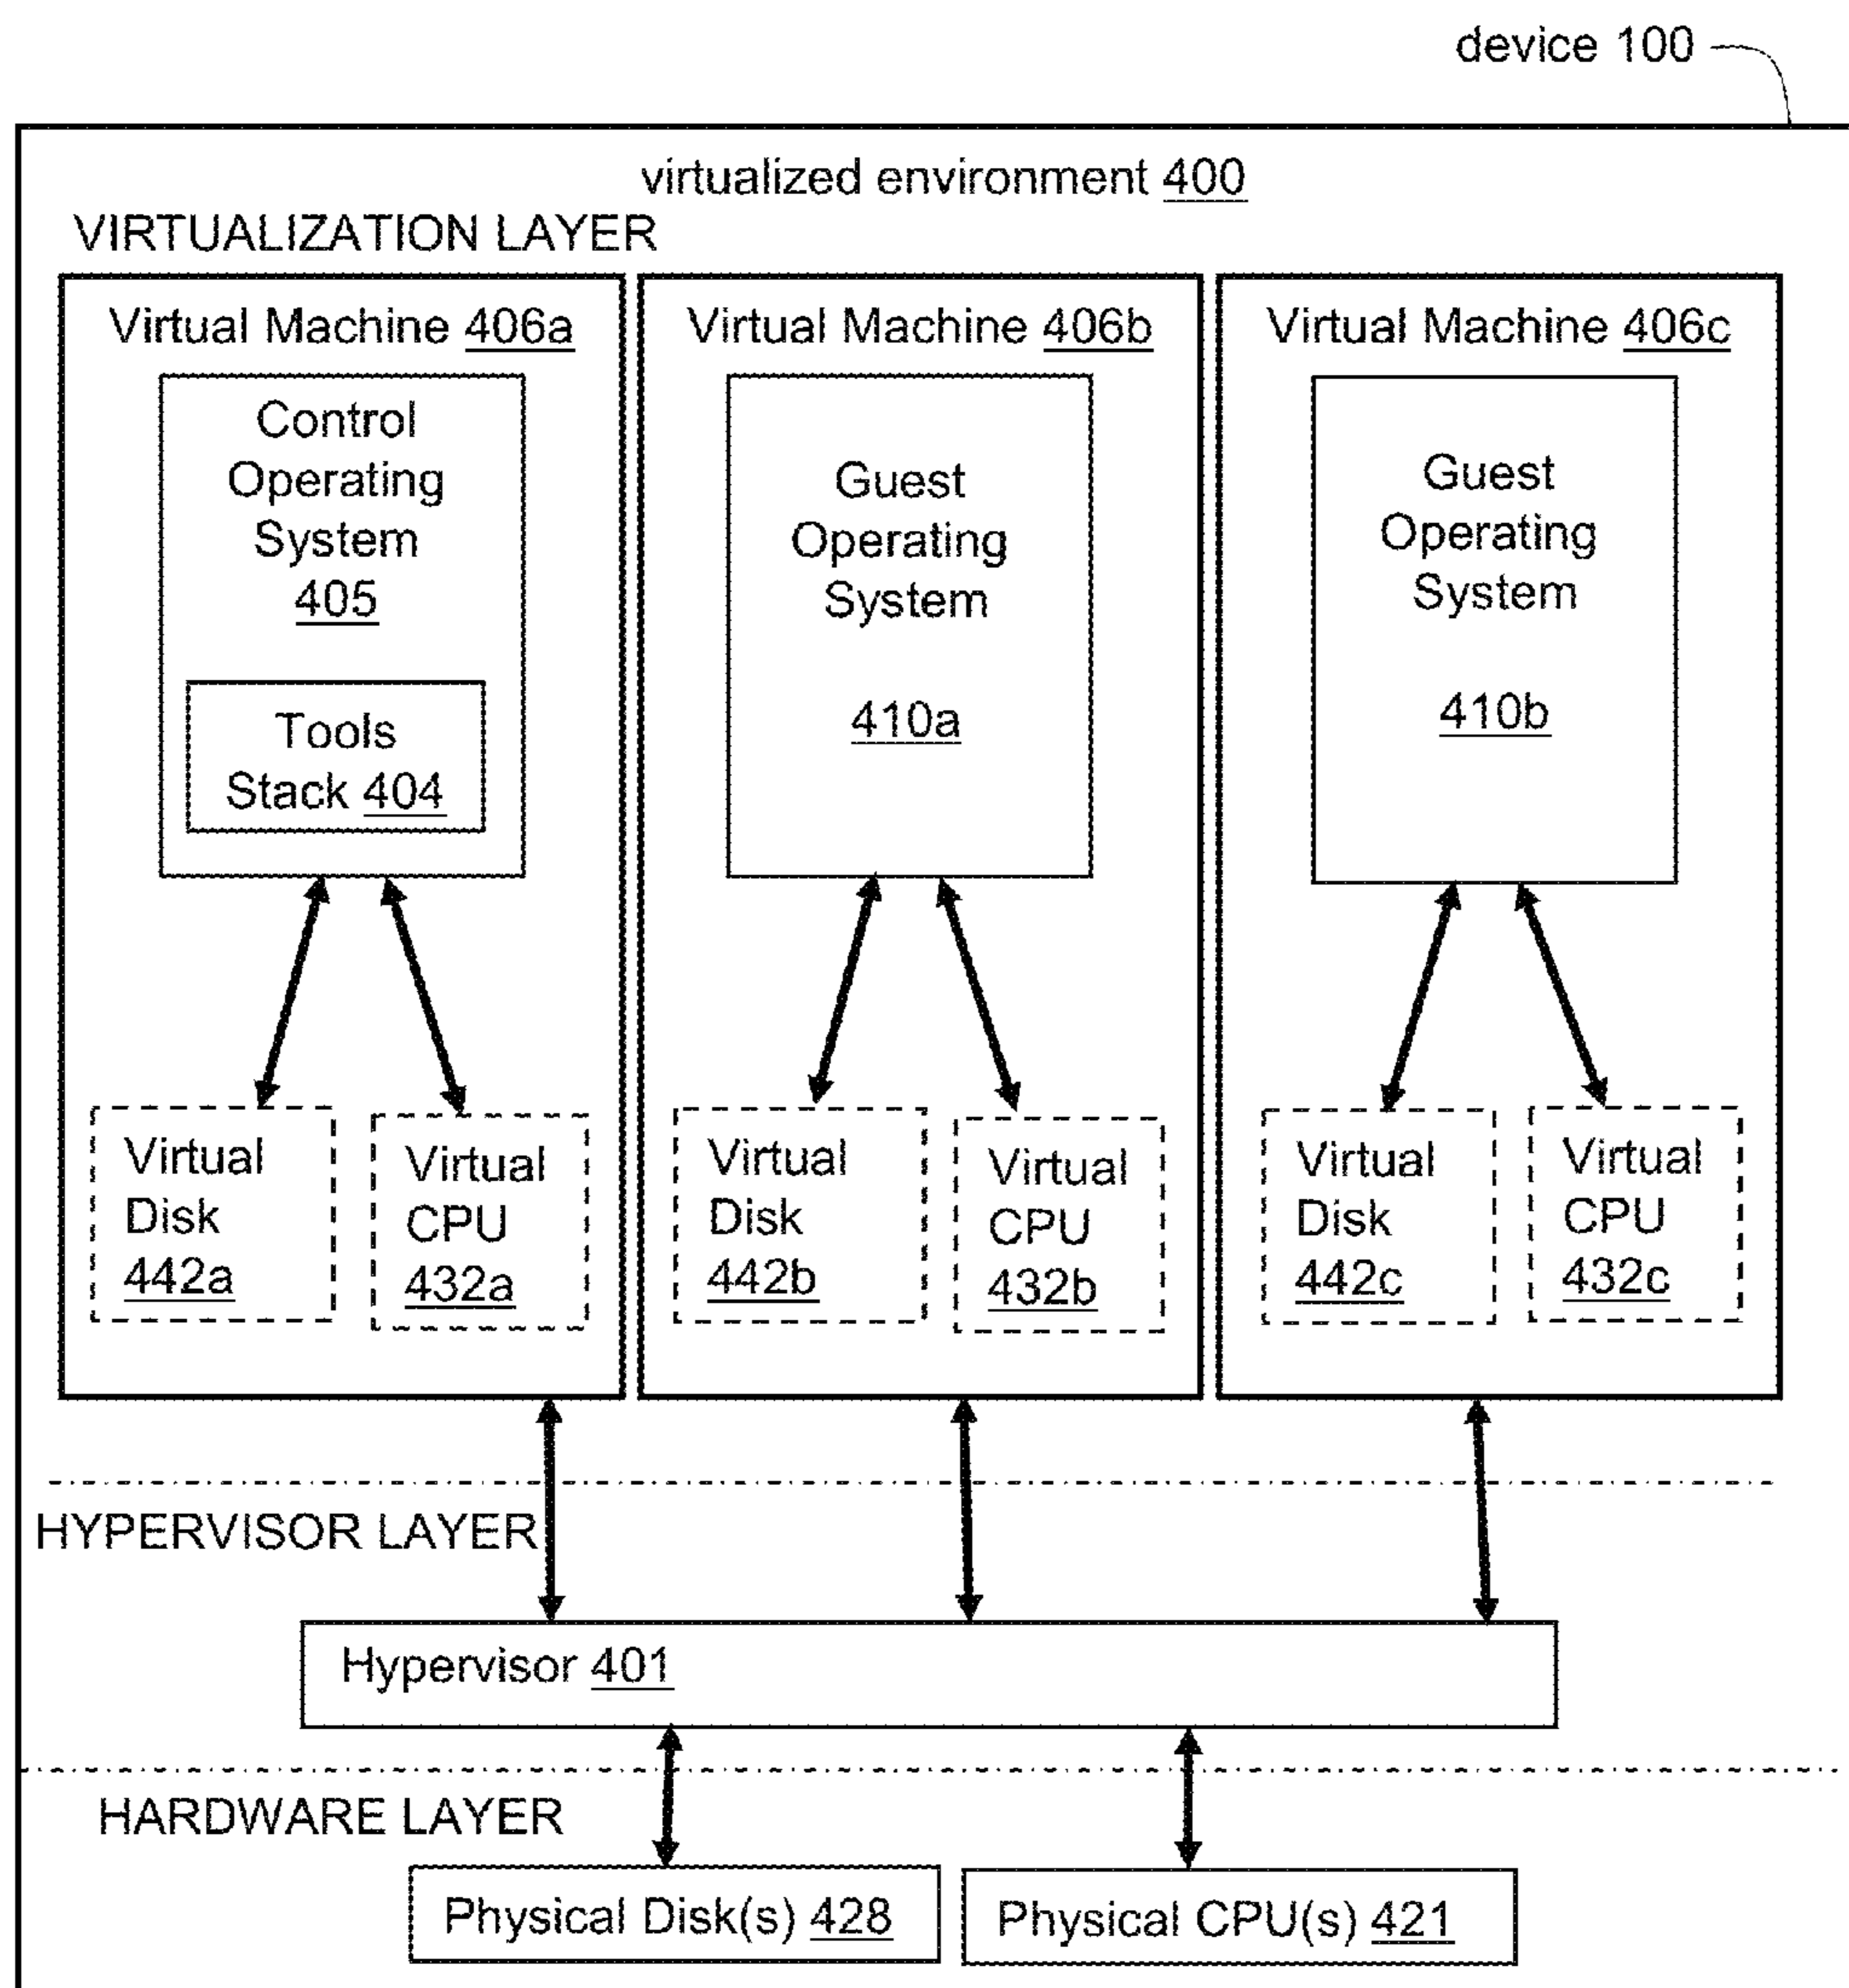 device 100
virtualized environment 400
VIRTUALIZATION LAYER
Virtual Machine 406a
Control
Operating
System
405
Tools
Stack 404
Virtual
Disk
442a
Virtual
CPU
432a
Virtual Machine 406b
Guest
Operating
System
410a
Virtual
Disk
442b
Virtual
CPU
432b
Virtual Machine 406c
Guest
Operating
System
410b
Virtual
Disk
442c
Virtual
CPU
432c
HYPERVISOR LAYER
Hypervisor 401
HARDWARE LAYER
Physical Disk(s) 428
Physical CPU(s) 421